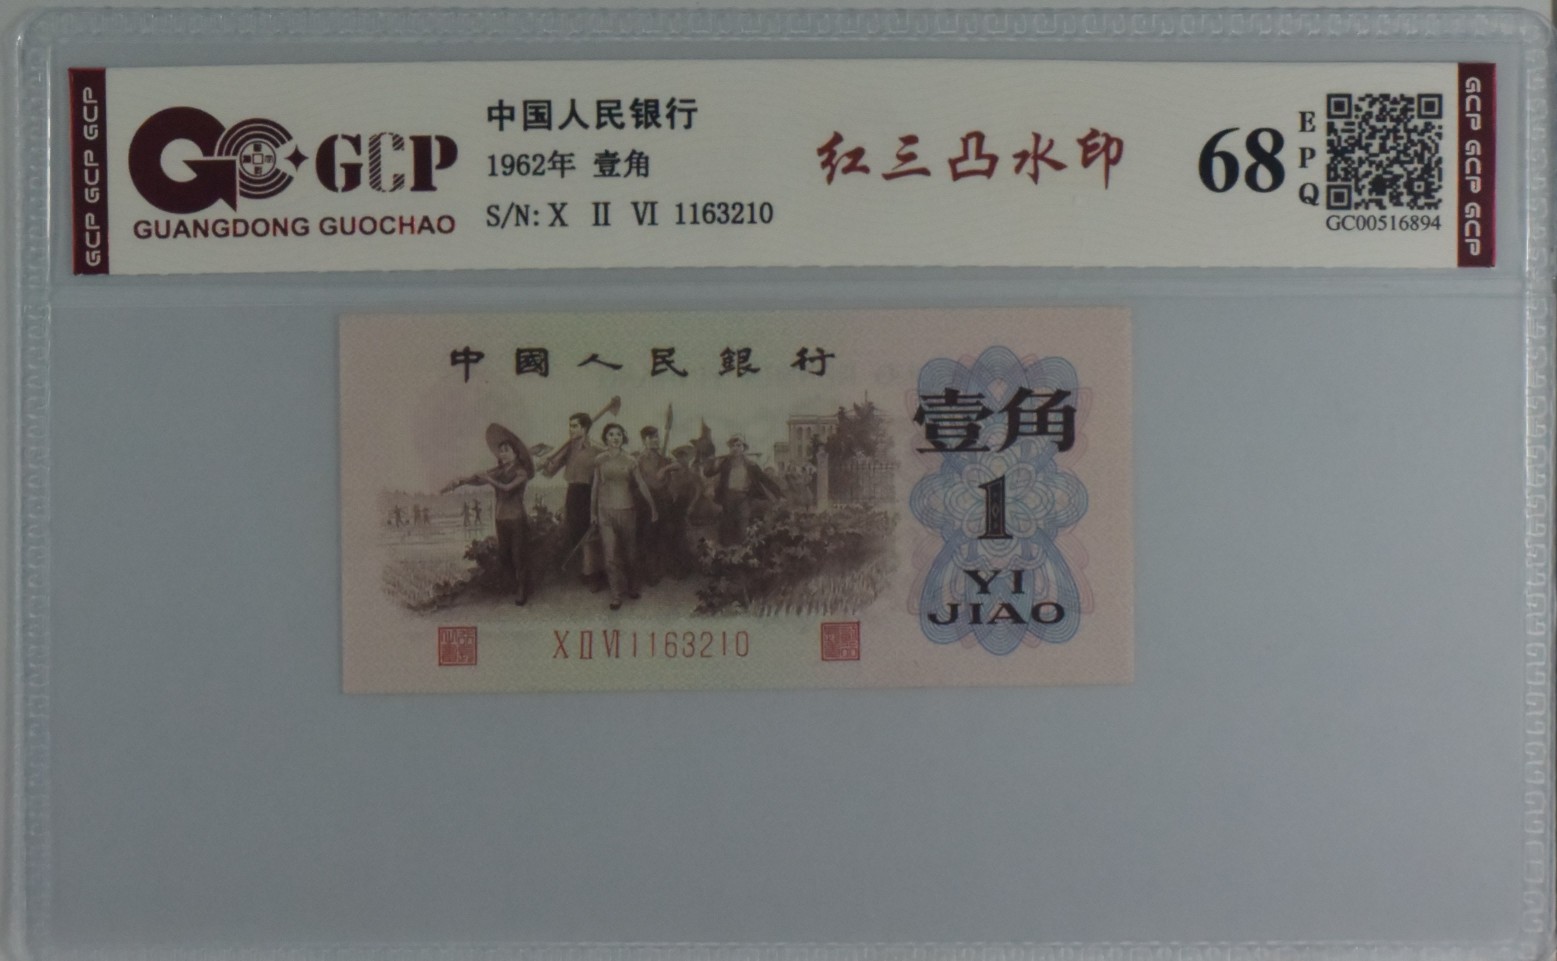 GCP GCP GCP
GCP
GUANGDONG GUOCHAO
中国人民银行
1962年 壹角
S/N: X Ⅱ Ⅵ 1163210
红三凸水印
68
EPQ
GC00516894
GCP GCP GCP
中國人民銀行
壹角
1
YI
JIAO
X Ⅱ Ⅵ 1163210